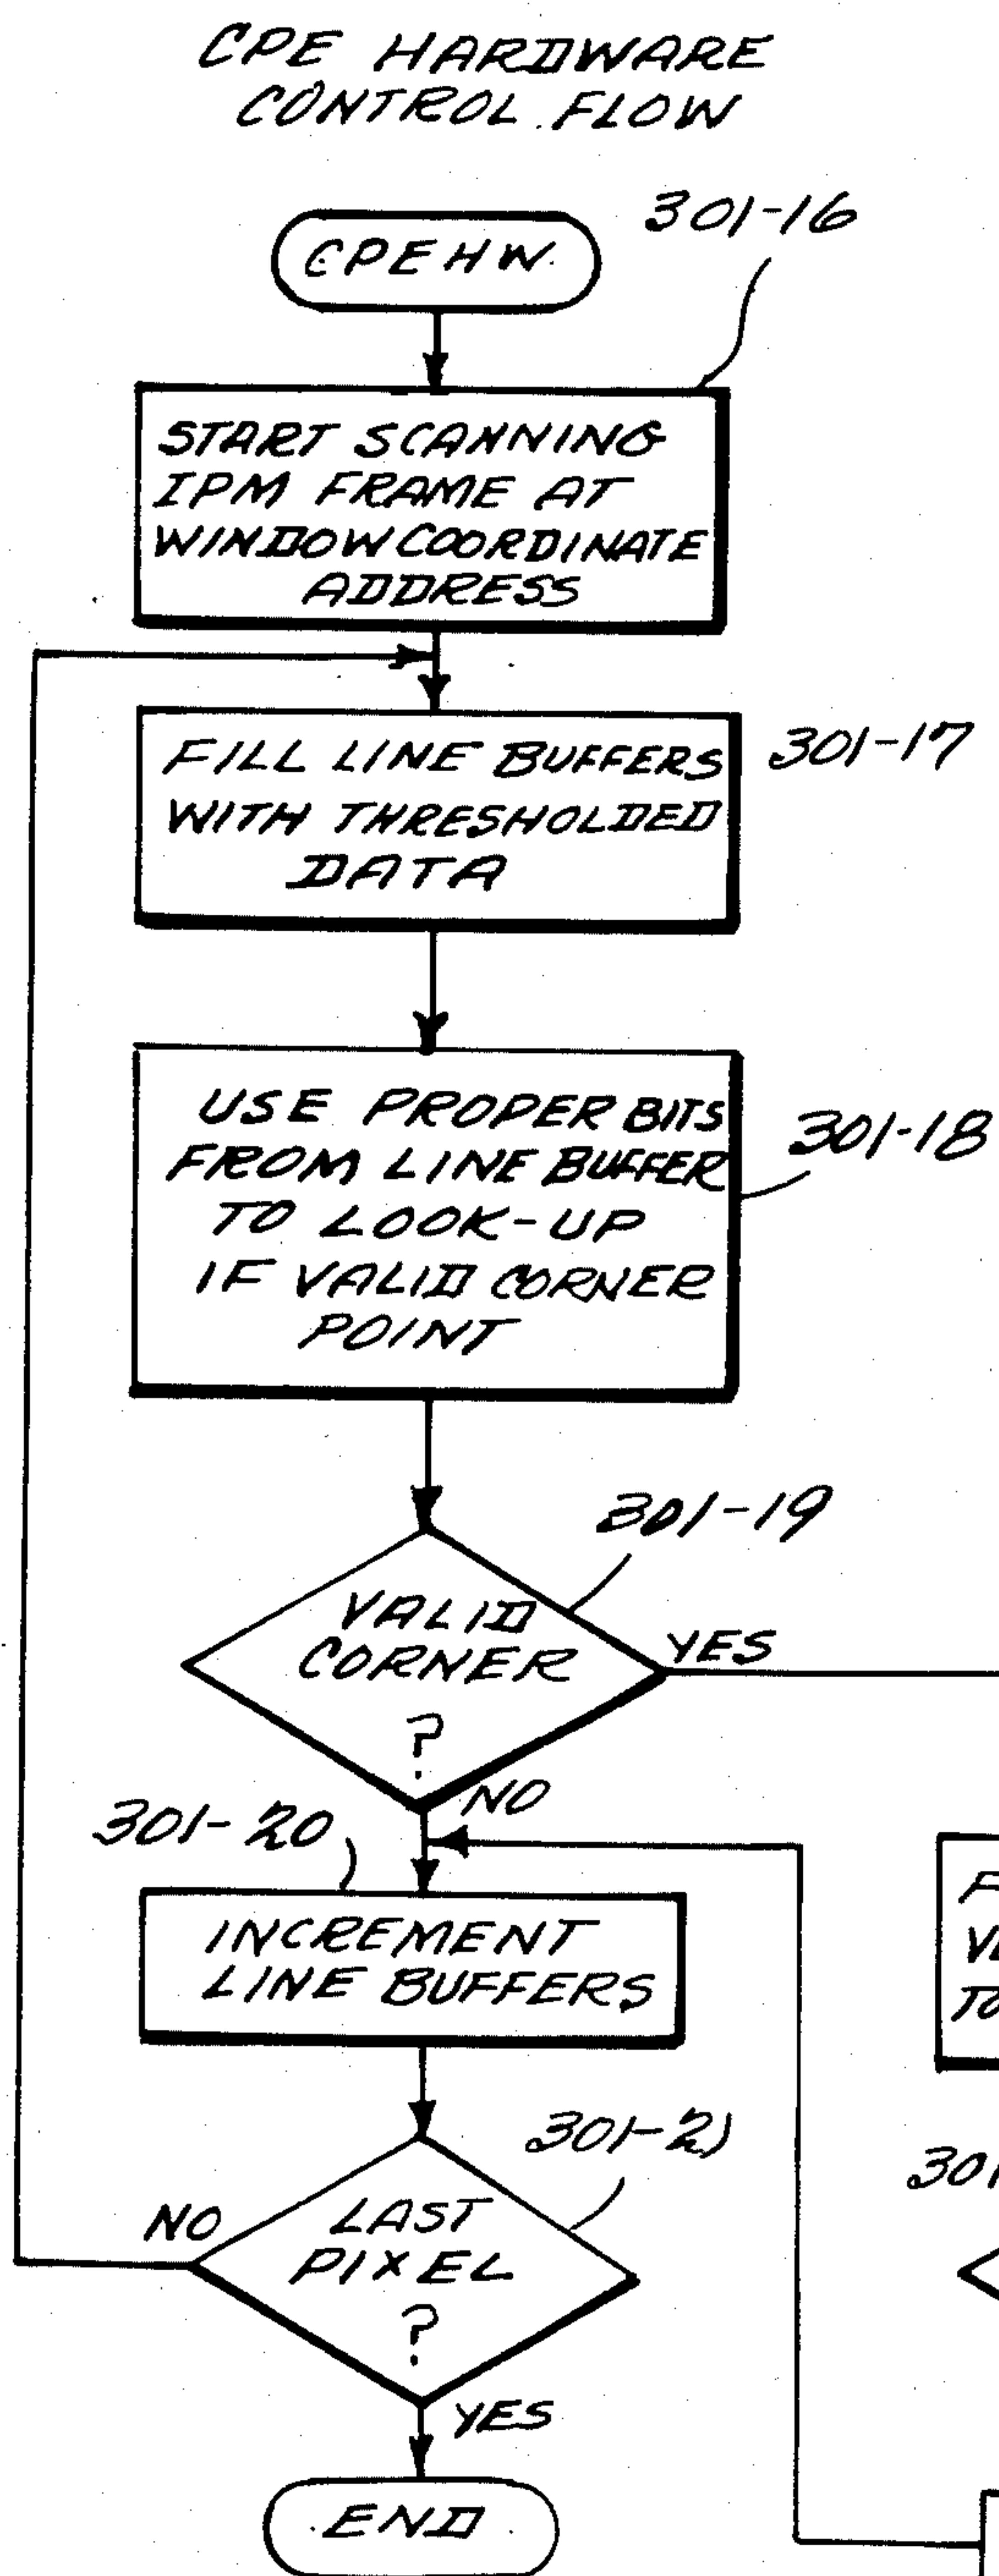 CPE HARDWARE
CONTROL FLOW
CPEHW
301-16
START SCANNING
IPM FRAME AT
WINDOW COORDINATE
ADDRESS
FILL LINE BUFFERS
WITH THRESHOLDED
DATA
301-17
USE PROPER BITS
FROM LINE BUFFER
TO LOOK-UP
IF VALID CORNER
POINT
301-18
301-19
VALID
CORNER
?
YES
NO
301-20
INCREMENT
LINE BUFFERS
301-21
LAST
PIXEL
?
NO
YES
END
F
TO
301